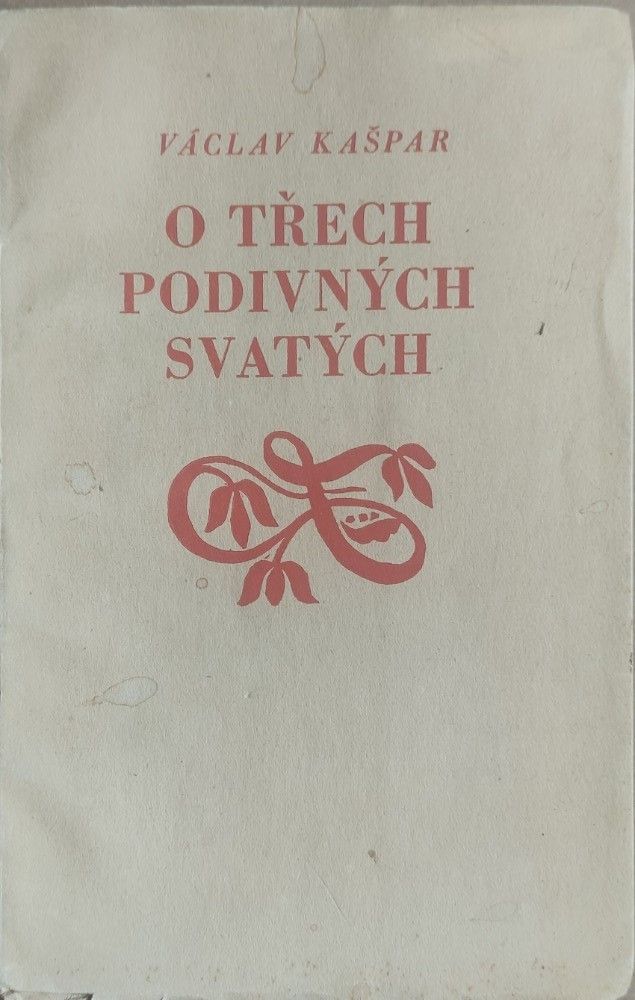 VÁCLAV KAŠPAR
O TŘECH
PODIVNÝCH
SVATÝCH